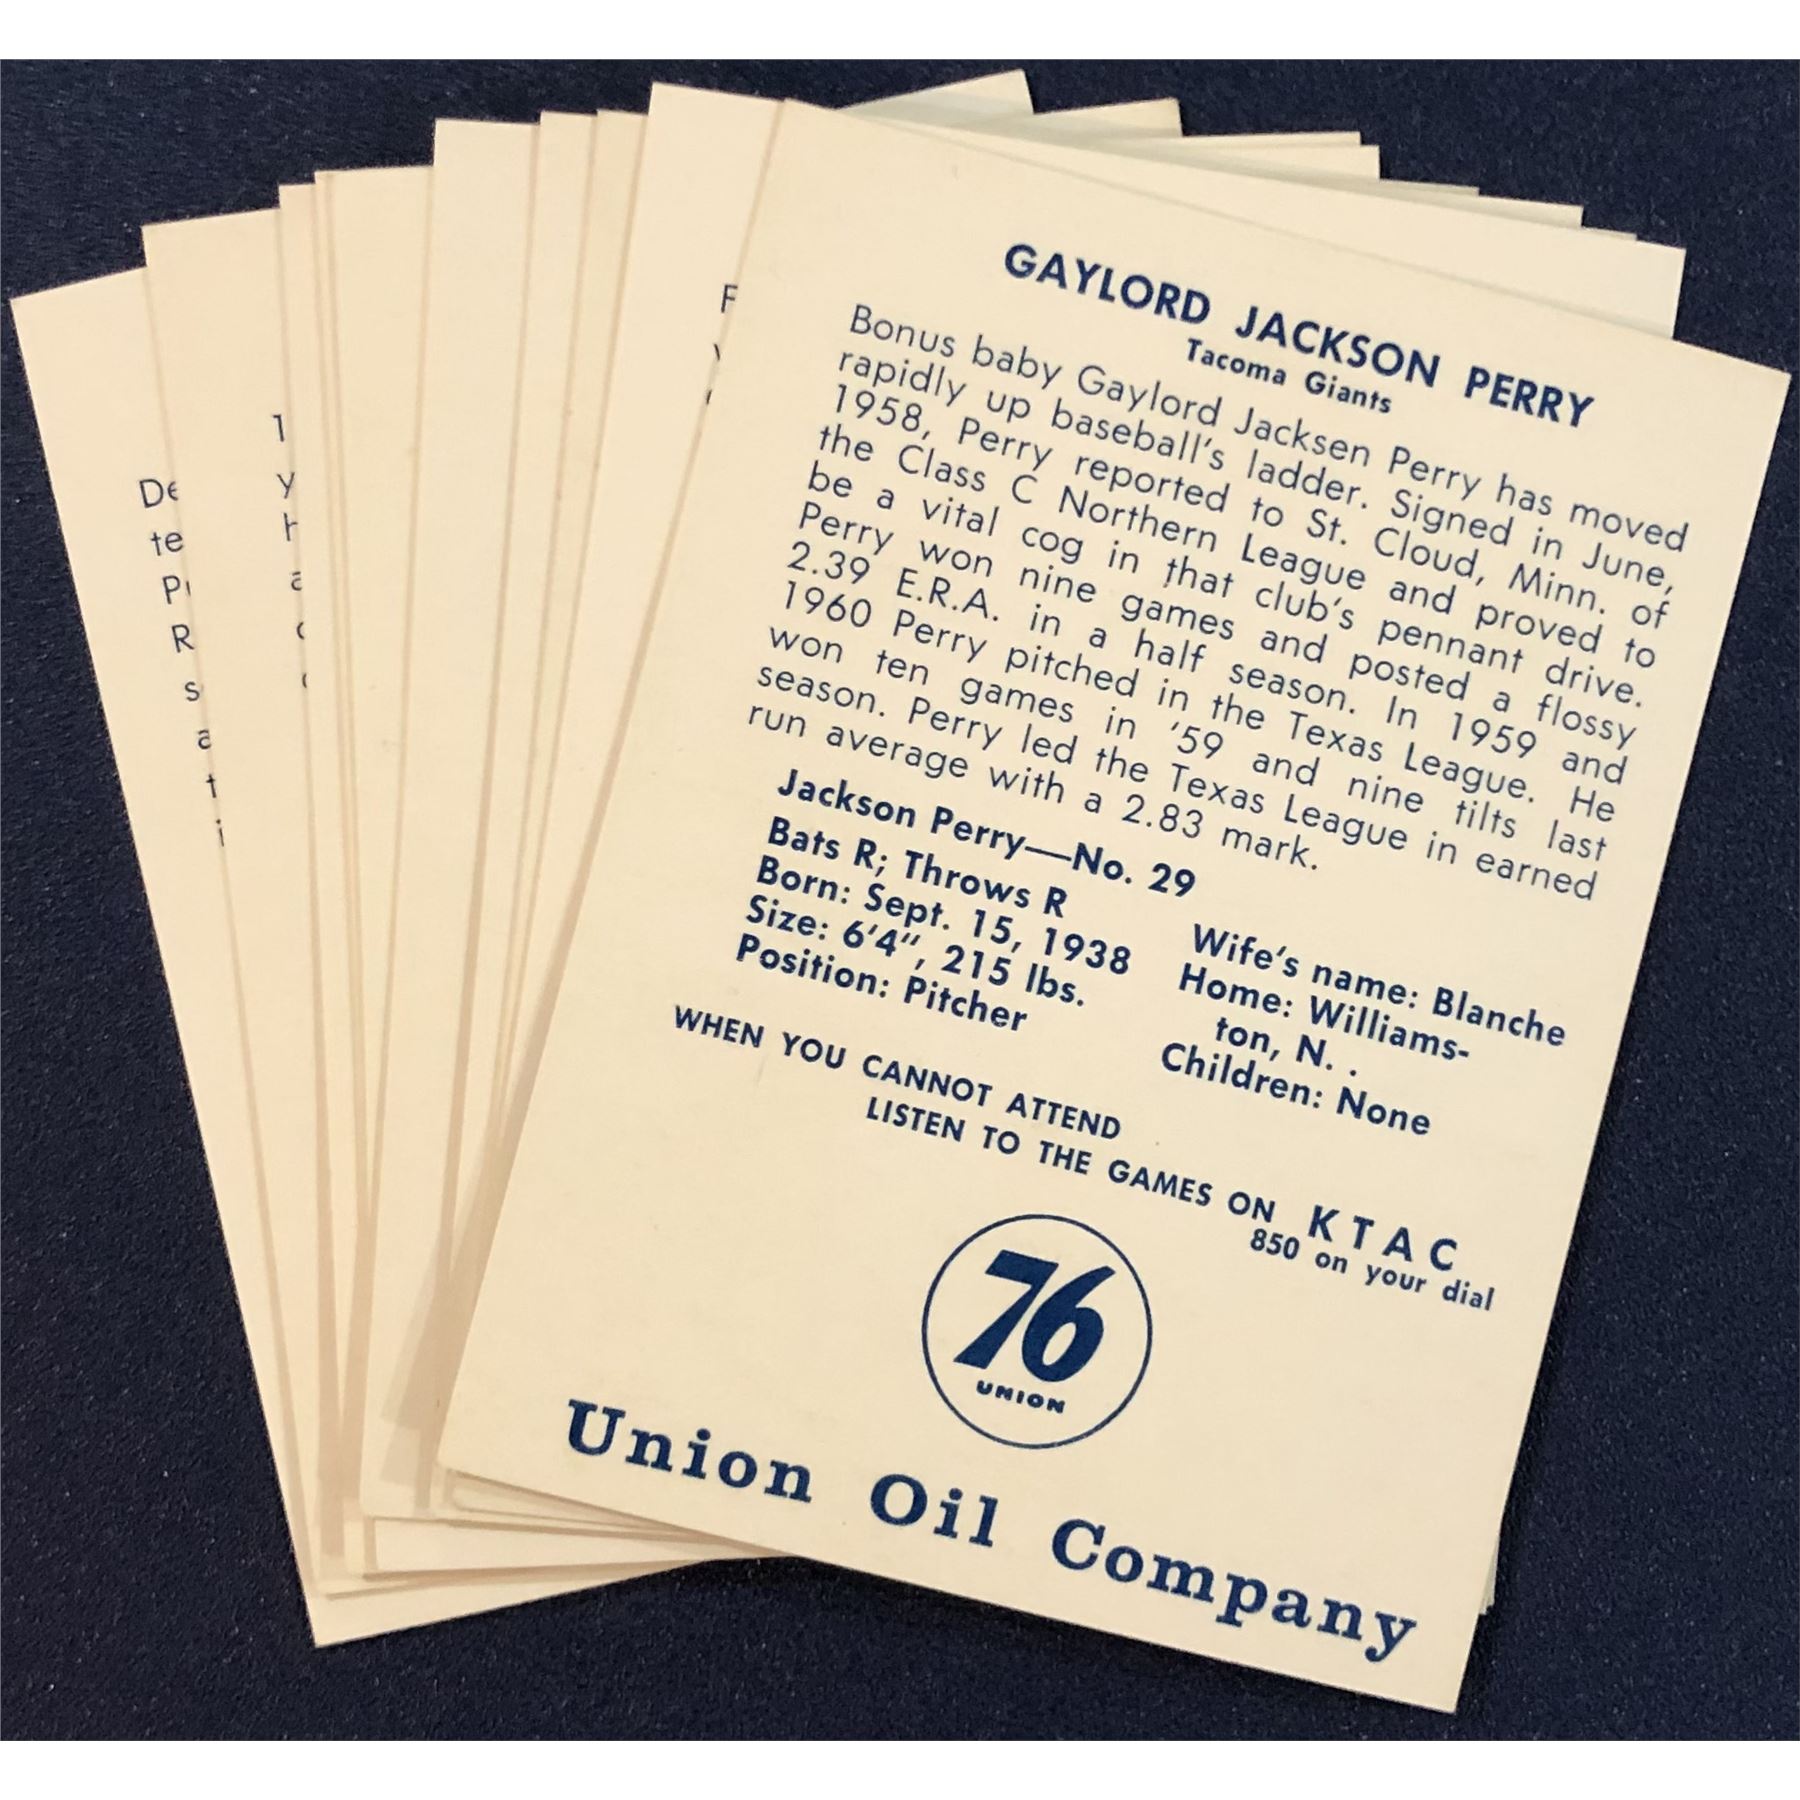 GAYLORD JACKSON PERRY
Tacoma Giants
Bonus baby Gaylord Jacksen Perry has moved
rapidly up baseball's ladder. Signed in June,
1958, Perry reported to St. Cloud, Minn. of
the Class C Northern League and proved to
be a vital cog in that club's pennant drive.
Perry won nine games and posted a flossy
2.39 E.R.A. in a half season. In 1959 and
1960 Perry pitched in the Texas League. He
won ten games in '59 and nine tilts last
season. Perry led the Texas League in earned
run average with a 2.83 mark.
Jackson Perry—No. 29
Bats R; Throws R
Born: Sept. 15, 1938
Size: 6'4", 215 lbs.
Position: Pitcher
Wife's name: Blanche
Home: Williams-
ton, N. .
Children: None
WHEN YOU CANNOT ATTEND
LISTEN TO THE GAMES ON KTAC
850 on your dial
76
UNION
Union Oil Company